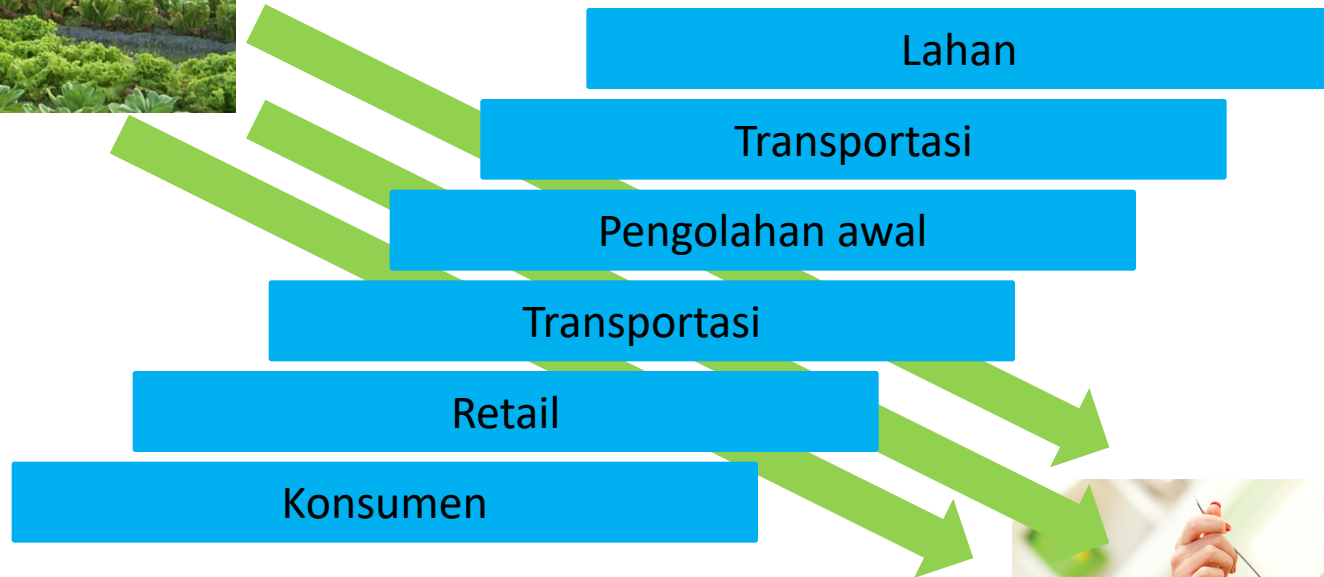 Lahan
Transportasi
Pengolahan awal
Transportasi
Retail
Konsumen